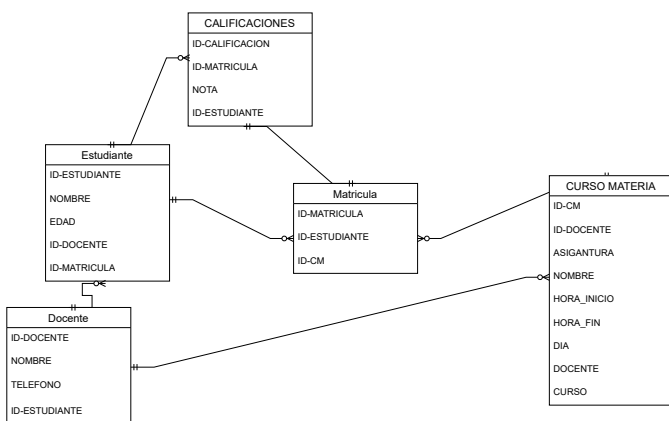 CALIFICACIONES
ID-CALIFICACION
ID-MATRICULA
NOTA
ID-ESTUDIANTE
Estudiante
ID-ESTUDIANTE
NOMBRE
EDAD
ID-DOCENTE
ID-MATRICULA
Matricula
ID-MATRICULA
ID-ESTUDIANTE
ID-CM
CURSO MATERIA
ID-CM
ID-DOCENTE
ASIGANTURA
NOMBRE
HORA_INICIO
HORA_FIN
DIA
DOCENTE
CURSO
Docente
ID-DOCENTE
NOMBRE
TELEFONO
ID-ESTUDIANTE